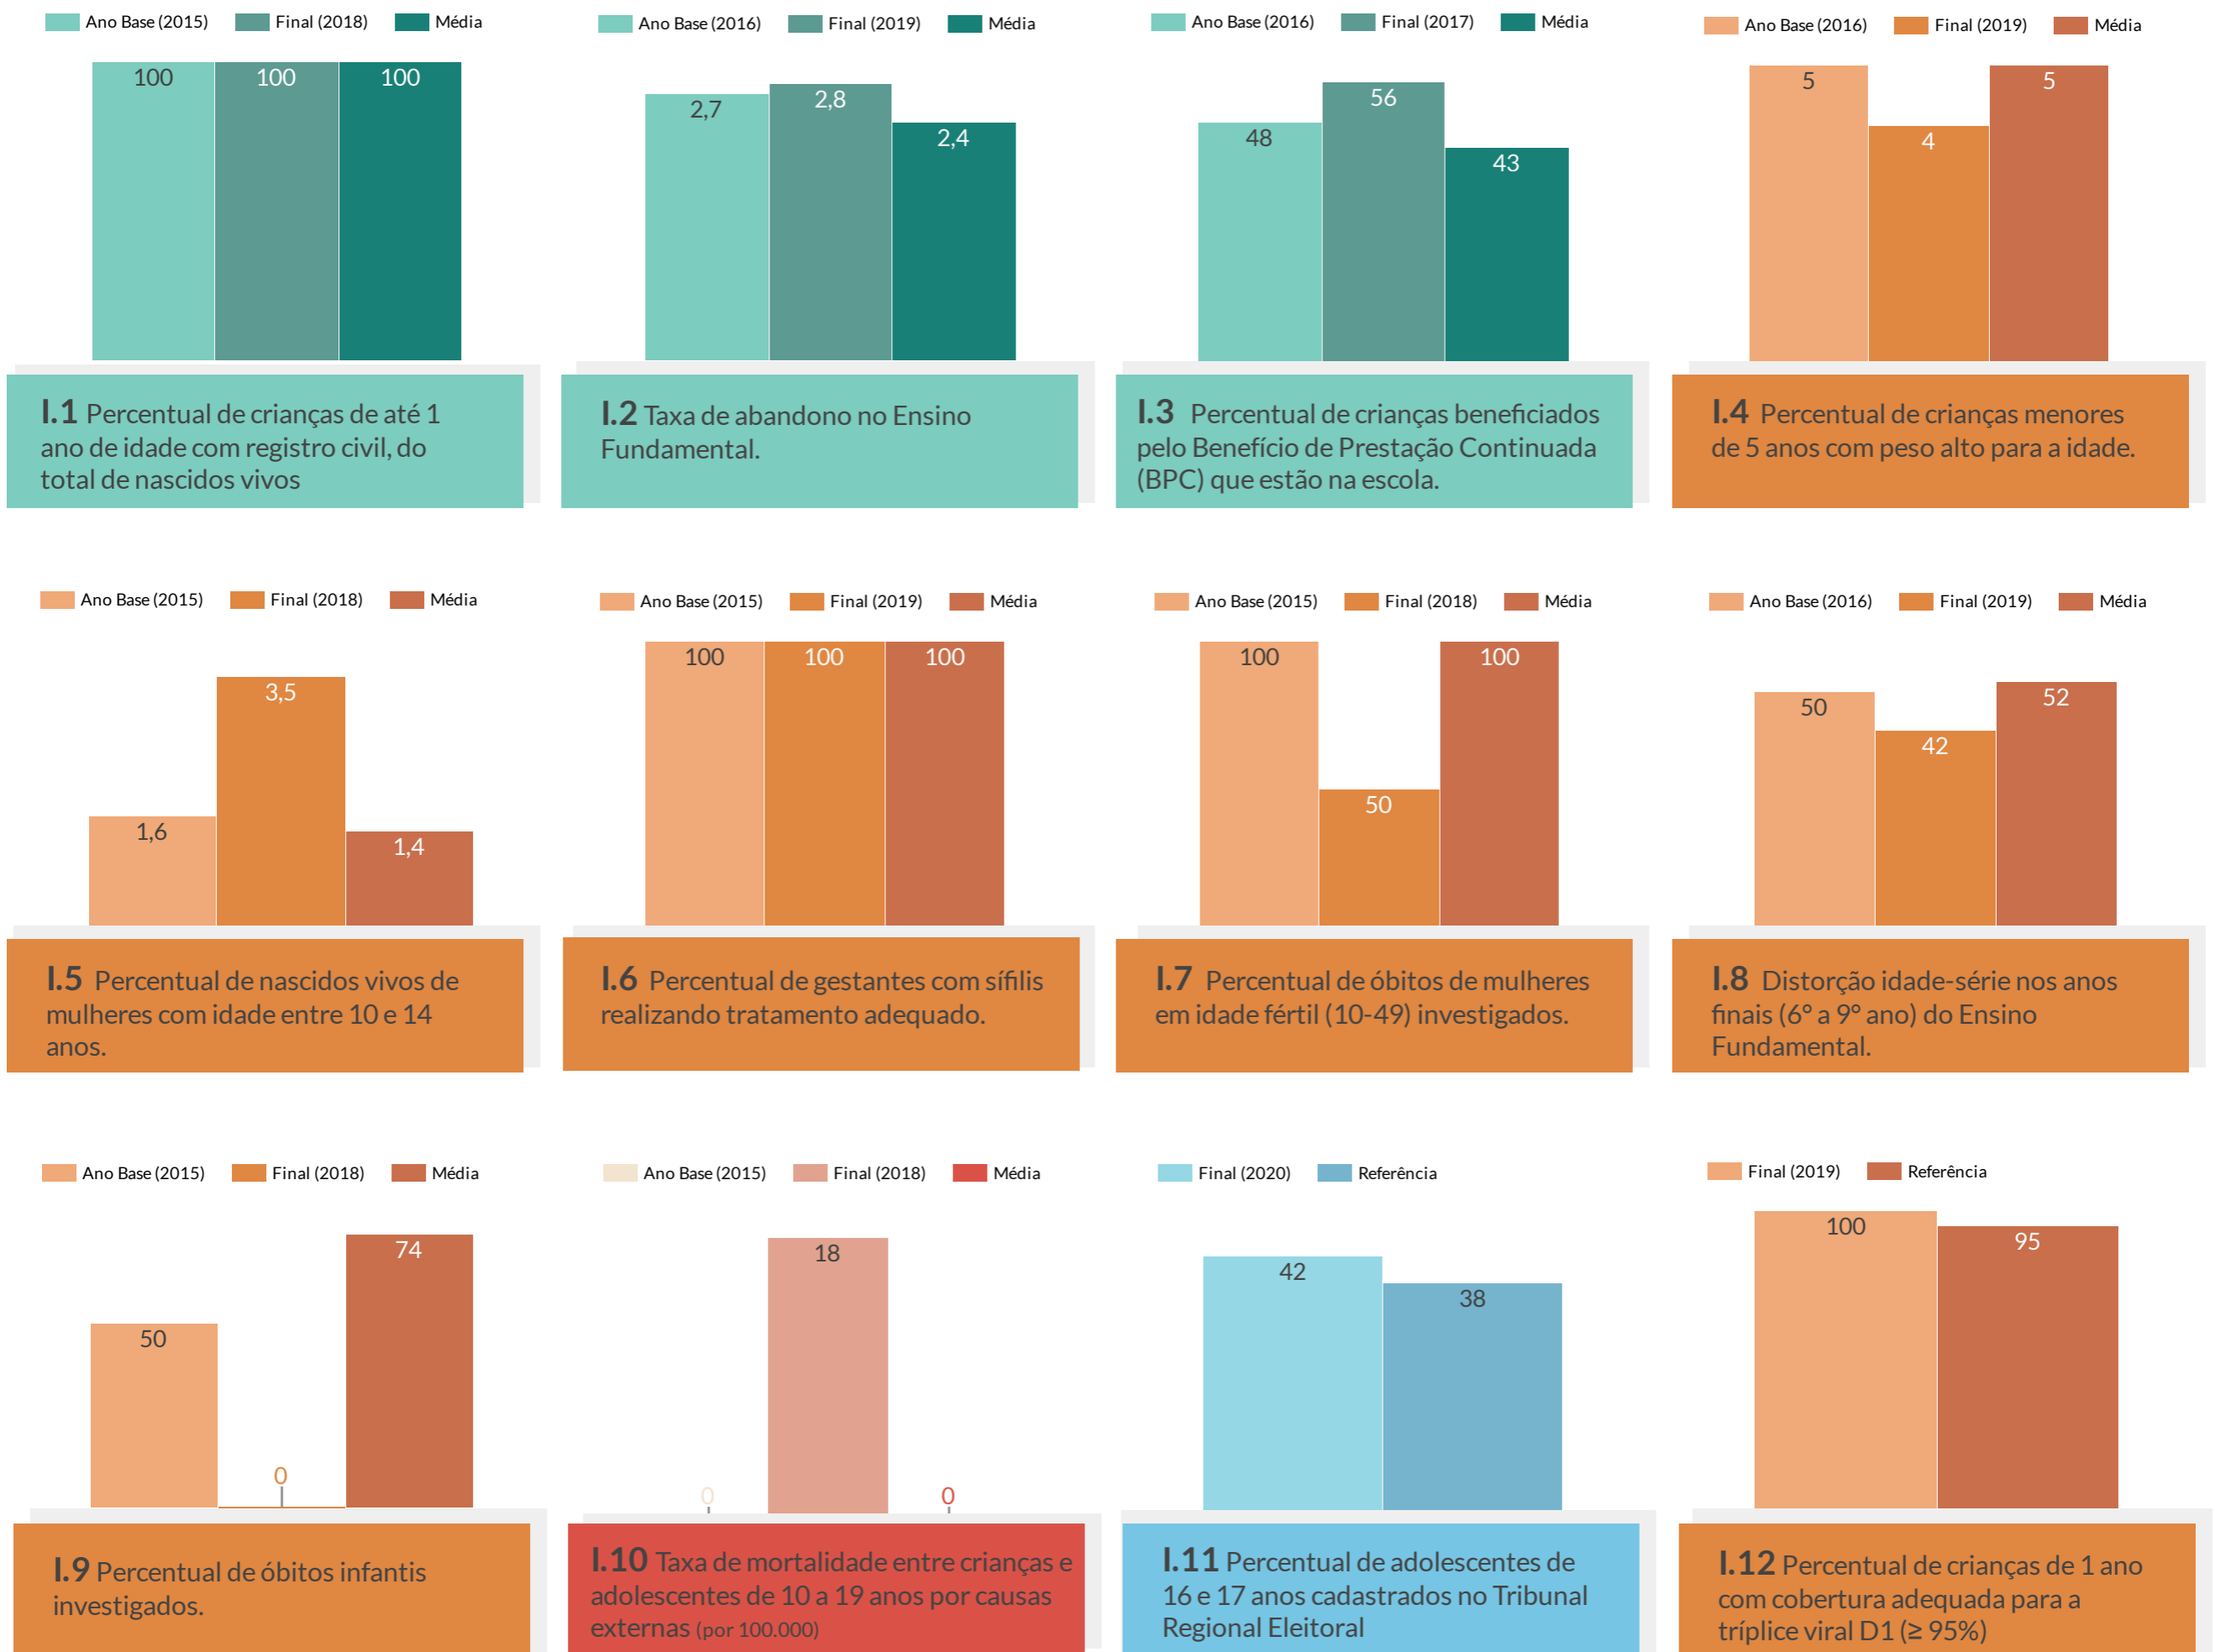 Ano Base (2015) Final (2018) Média
100 100 100
I.1 Percentual de crianças de até 1
ano de idade com registro civil, do
total de nascidos vivos
Ano Base (2016) Final (2019) Média
2,7 2,8 2,4
I.2 Taxa de abandono no Ensino
Fundamental.
Ano Base (2016) Final (2017) Média
48 56 43
I.3 Percentual de crianças beneficiados
pelo Benefício de Prestação Continuada
(BPC) que estão na escola.
Ano Base (2016) Final (2019) Média
5 4 5
I.4 Percentual de crianças menores
de 5 anos com peso alto para a idade.
Ano Base (2015) Final (2018) Média
1,6 3,5 1,4
I.5 Percentual de nascidos vivos de
mulheres com idade entre 10 e 14
anos.
Ano Base (2015) Final (2019) Média
100 100 100
I.6 Percentual de gestantes com sífilis
realizando tratamento adequado.
Ano Base (2015) Final (2018) Média
100 50 100
I.7 Percentual de óbitos de mulheres
em idade fértil (10-49) investigados.
Ano Base (2016) Final (2019) Média
50 42 52
I.8 Distorção idade-série nos anos
finais (6° a 9° ano) do Ensino
Fundamental.
Ano Base (2015) Final (2018) Média
50 0 74
I.9 Percentual de óbitos infantis
investigados.
Ano Base (2015) Final (2018) Média
0 18 0
I.10 Taxa de mortalidade entre crianças e
adolescentes de 10 a 19 anos por causas
externas (por 100.000)
Final (2020) Referência
42 38
I.11 Percentual de adolescentes de
16 e 17 anos cadastrados no Tribunal
Regional Eleitoral
Final (2019) Referência
100 95
I.12 Percentual de crianças de 1 ano
com cobertura adequada para a
tríplice viral D1 (≥ 95%)